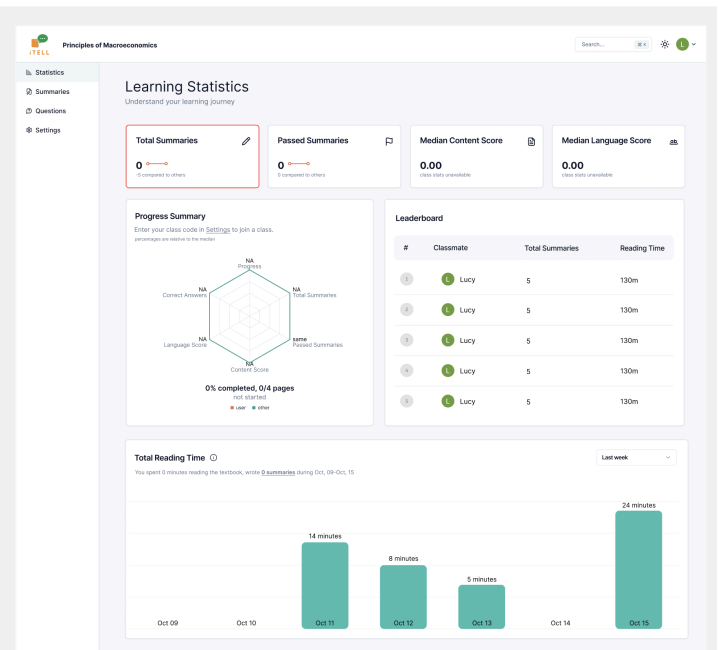 iTELL
Principles of Macroeconomics
Search...
⌘ K
L
Statistics
Summaries
Questions
Settings
Learning Statistics
Understand your learning journey
Total Summaries
0
-5 compared to others
Passed Summaries
0
0 compared to others
Median Content Score
0.00
class stats unavailable
Median Language Score
0.00
class stats unavailable
Progress Summary
Enter your class code in Settings to join a class.
percentages are relative to the median
NA
Progress
NA
Total Summaries
same
Passed Summaries
NA
Content Score
NA
Language Score
NA
Correct Answers
0% completed, 0/4 pages
not started
user other
Leaderboard
# Classmate Total Summaries Reading Time
1 L Lucy 5 130m
2 L Lucy 5 130m
3 L Lucy 5 130m
4 L Lucy 5 130m
5 L Lucy 5 130m
Total Reading Time
Last week
You spent 0 minutes reading the textbook, wrote 0 summaries during Oct, 09-Oct, 15
14 minutes
8 minutes
5 minutes
24 minutes
Oct 09 Oct 10 Oct 11 Oct 12 Oct 13 Oct 14 Oct 15